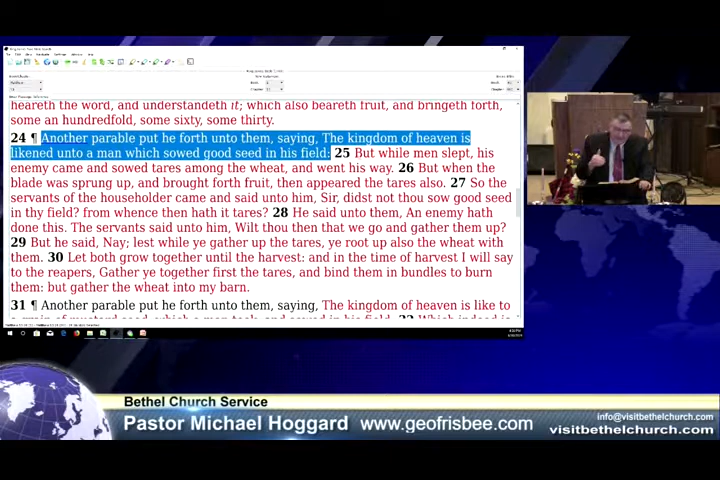 heareth the word, and understandeth it; which also beareth fruit, and bringeth forth,
some an hundredfold, some sixty, some thirty.
24 ¶ Another parable put he forth unto them, saying, The kingdom of heaven is
likened unto a man which sowed good seed in his field: 25 But while men slept, his
enemy came and sowed tares among the wheat, and went his way. 26 But when the
blade was sprung up, and brought forth fruit, then appeared the tares also. 27 So the
servants of the householder came and said unto him, Sir, didst not thou sow good seed
in thy field? from whence then hath it tares? 28 He said unto them, An enemy hath
done this. The servants said unto him, Wilt thou then that we go and gather them up?
29 But he said, Nay; lest while ye gather up the tares, ye root up also the wheat with
them. 30 Let both grow together until the harvest: and in the time of harvest I will say
to the reapers, Gather ye together first the tares, and bind them in bundles to burn
them: but gather the wheat into my barn.
31 ¶ Another parable put he forth unto them, saying, The kingdom of heaven is like to
Bethel Church Service
Pastor Michael Hoggard www.geofrisbee.com
info@visitbethelchurch.com
visitbethelchurch.com